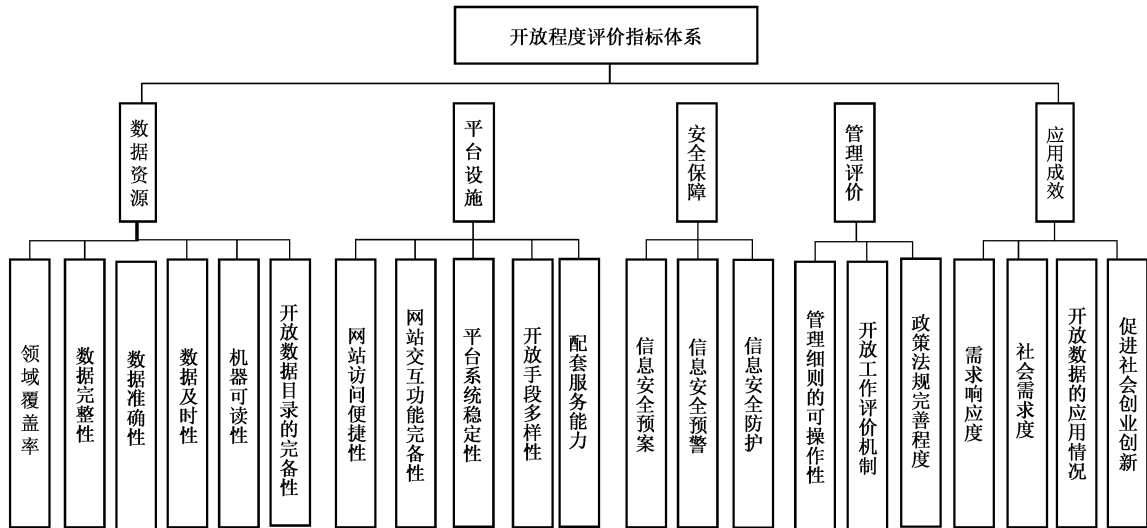 开放程度评价指标体系
数据资源
平台设施
安全保障
管理评价
应用成效
领域覆盖率
数据完整性
数据准确性
数据及时性
机器可读性
开放数据目录的完备性
网站访问便捷性
网站交互功能完备性
平台系统稳定性
开放手段多样性
配套服务能力
信息安全预案
信息安全预警
信息安全防护
管理细则的可操作性
开放工作评价机制
政策法规完善程度
需求响应度
社会需求度
开放数据的应用情况
促进社会创业创新